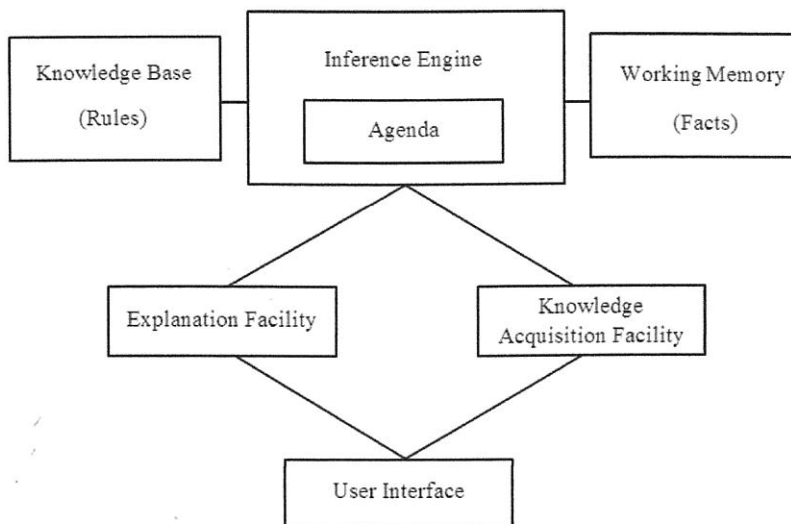 Inference Engine
Knowledge Base
(Rules)
Working Memory
(Facts)
Agenda
Explanation Facility
Knowledge
Acquisition Facility
User Interface